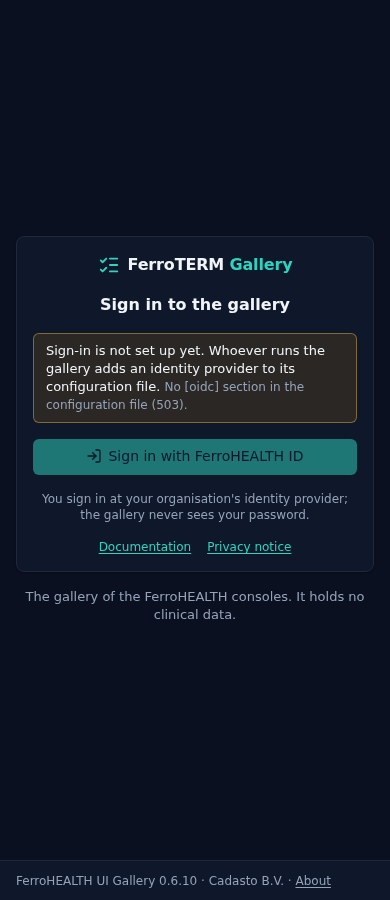 FerroTERM Gallery
Sign in to the gallery
Sign-in is not set up yet. Whoever runs the
gallery adds an identity provider to its
configuration file. No [oidc] section in the
configuration file (503).
Sign in with FerroHEALTH ID
You sign in at your organisation's identity provider;
the gallery never sees your password.
Documentation Privacy notice
The gallery of the FerroHEALTH consoles. It holds no
clinical data.
FerroHEALTH UI Gallery 0.6.10 · Cadasto B.V. · About